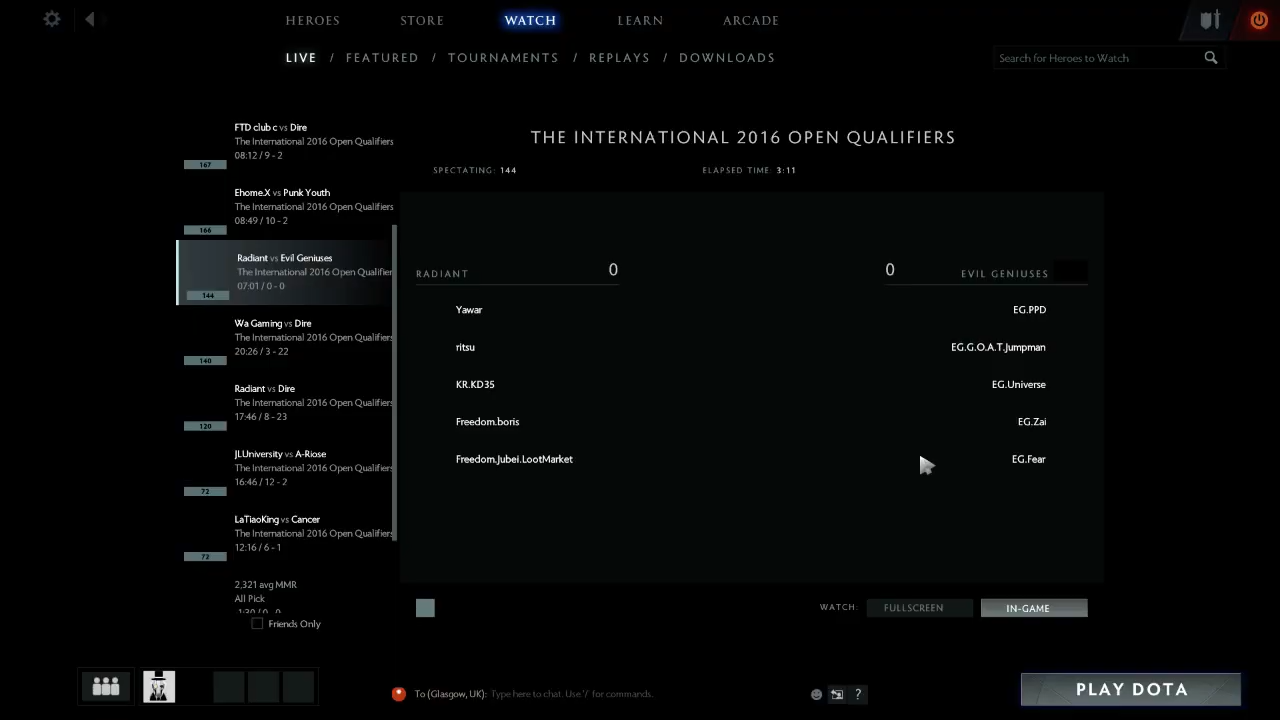 HEROES STORE WATCH LEARN ARCADE
LIVE / FEATURED / TOURNAMENTS / REPLAYS / DOWNLOADS
Search for Heroes to Watch
FTD club c vs Dire
The International 2016 Open Qualifiers
08:12 / 9 - 2
167
Ehome.X vs Punk Youth
The International 2016 Open Qualifiers
08:49 / 10 - 2
166
Radiant vs Evil Geniuses
The International 2016 Open Qualifier
07:01 / 0 - 0
144
Wa Gaming vs Dire
The International 2016 Open Qualifiers
20:26 / 3 - 22
140
Radiant vs Dire
The International 2016 Open Qualifiers
17:46 / 8 - 23
120
JLUniversity vs A-Riose
The International 2016 Open Qualifiers
16:46 / 12 - 2
72
LaTiaoKing vs Cancer
The International 2016 Open Qualifiers
12:16 / 6 - 1
72
2,321 avg MMR
All Pick
-1:30 / 0 - 0
Friends Only
THE INTERNATIONAL 2016 OPEN QUALIFIERS
SPECTATING: 144 ELAPSED TIME: 3:11
RADIANT 0 0 EVIL GENIUSES
Yawar EG.PPD
ritsu EG.G.O.A.T.Jumpman
KR.KD35 EG.Universe
Freedom.boris EG.Zai
Freedom.Jubei.LootMarket EG.Fear
WATCH: FULLSCREEN IN-GAME
To (Glasgow, UK): Type here to chat. Use '/' for commands.
?
PLAY DOTA